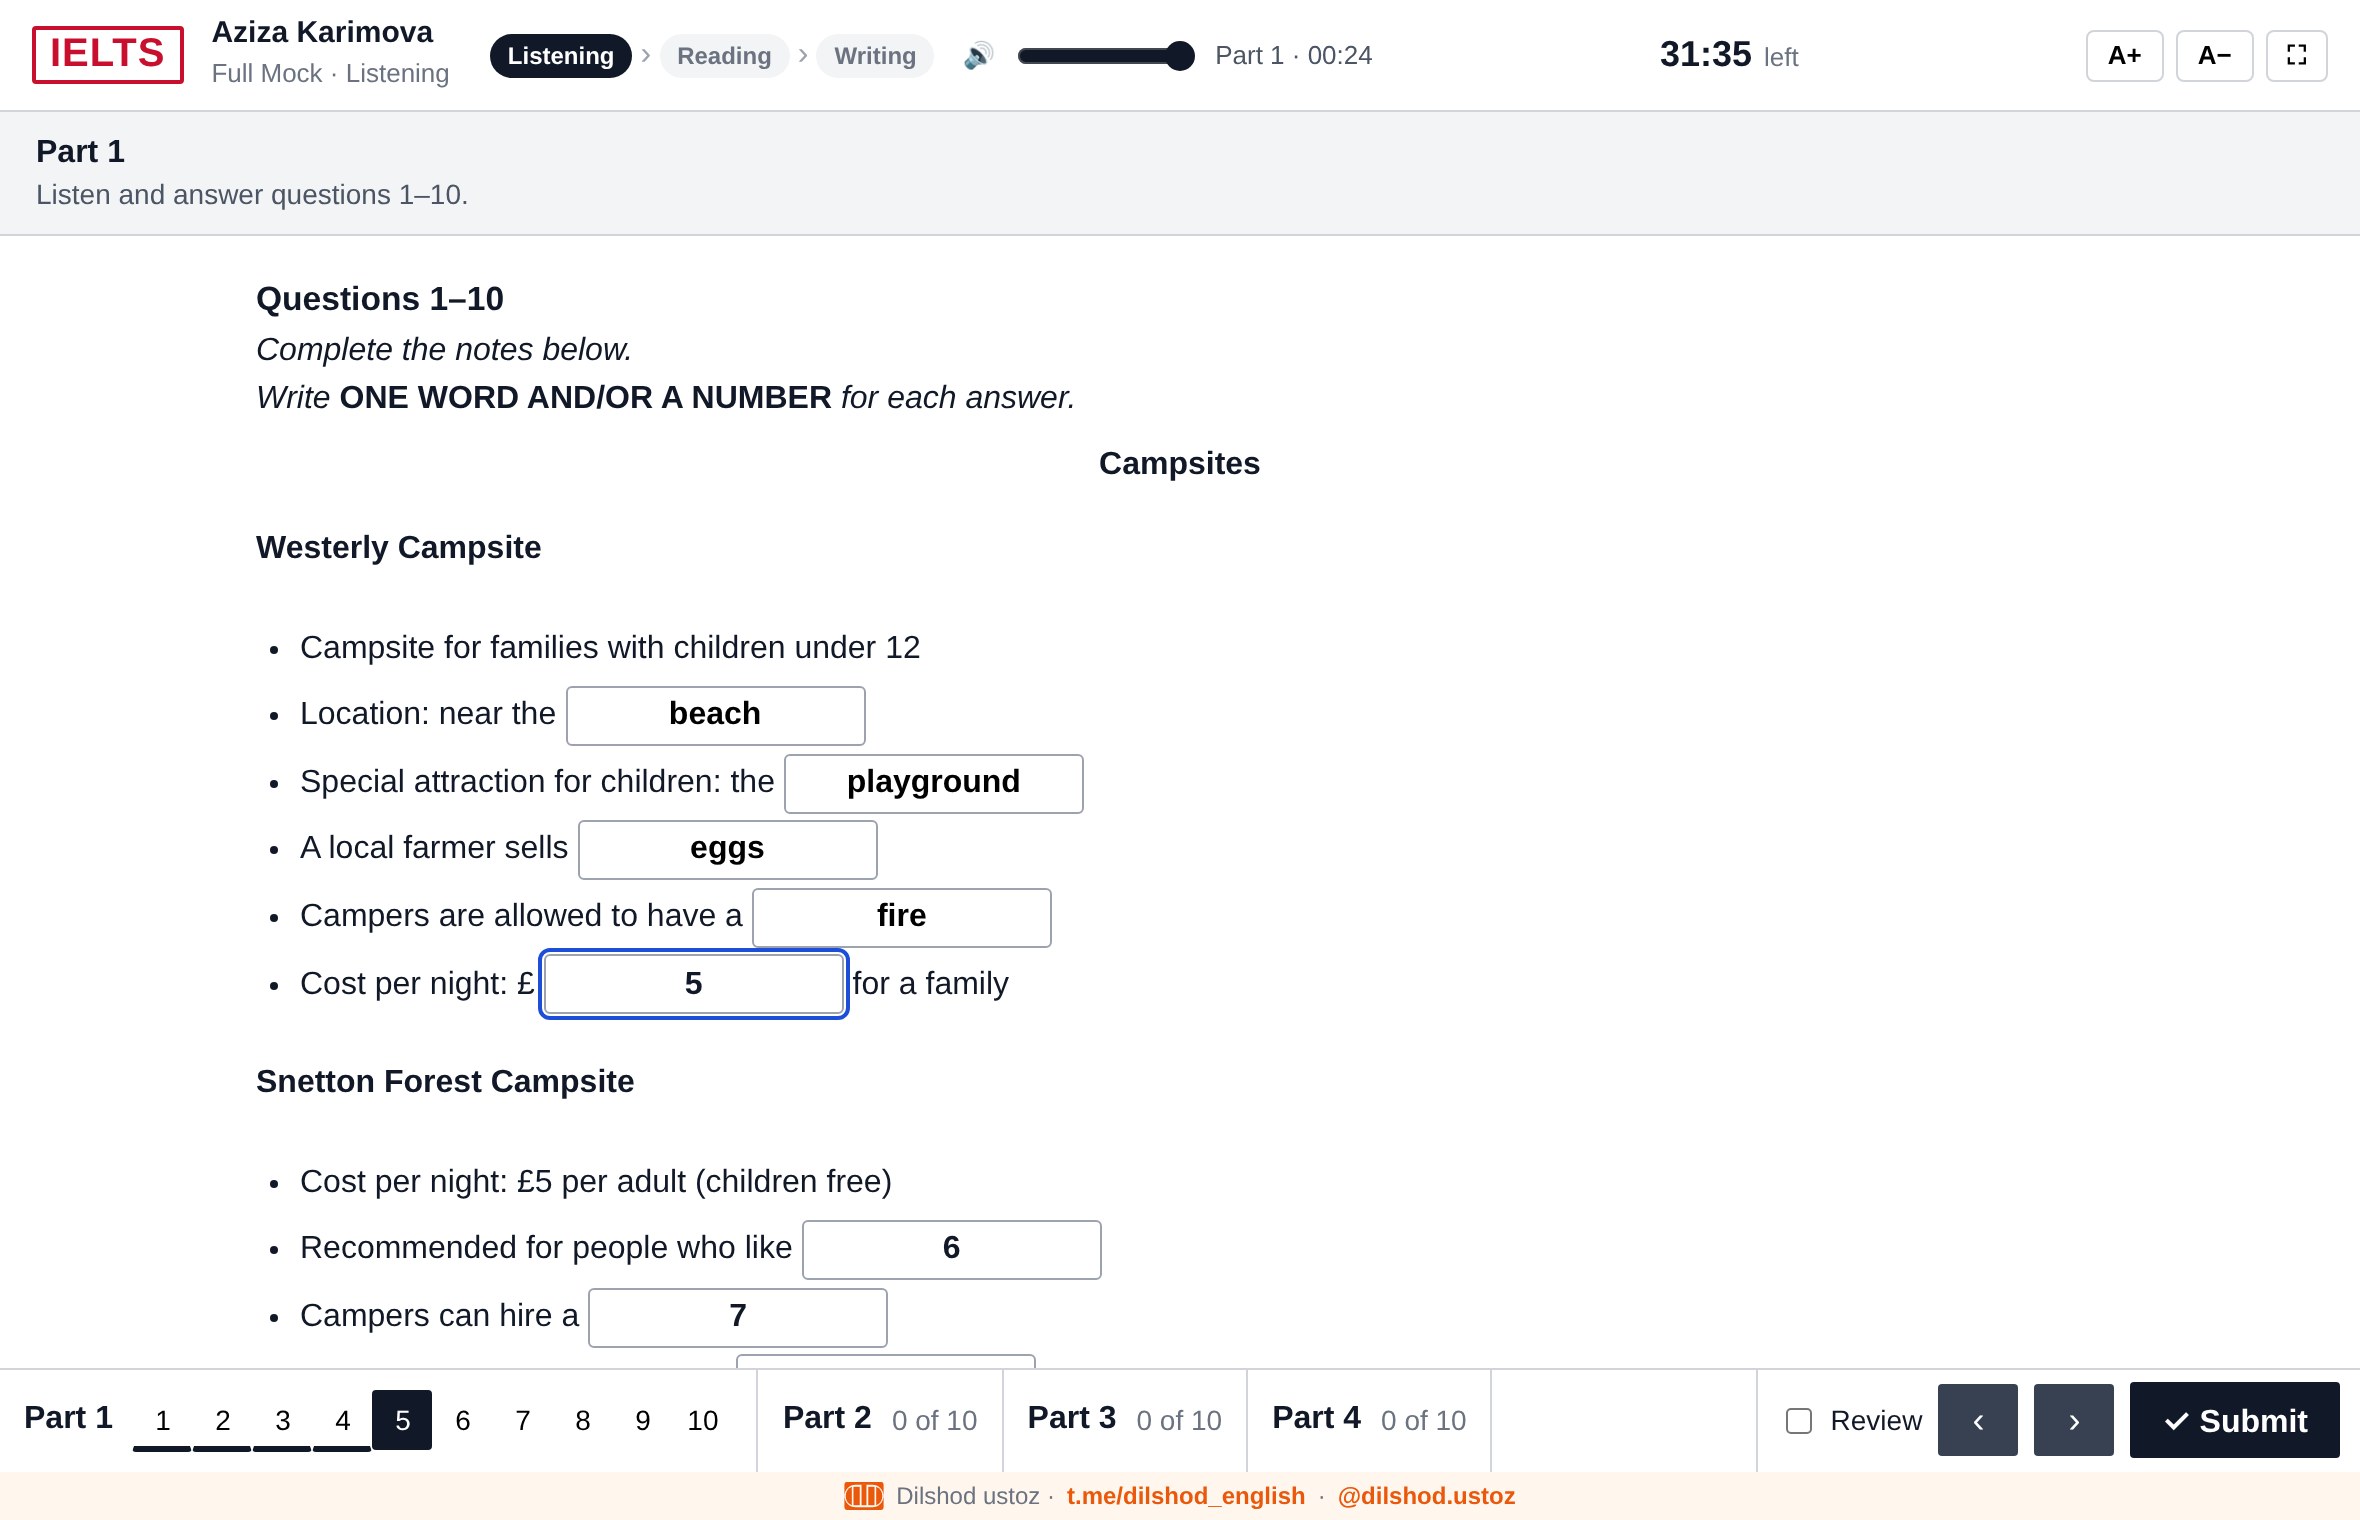 IELTS
Aziza Karimova
Full Mock · Listening
Listening › Reading › Writing
Part 1 · 00:24
31:35 left
A+ A−
Part 1
Listen and answer questions 1–10.
Questions 1–10
Complete the notes below.
Write ONE WORD AND/OR A NUMBER for each answer.
Campsites
Westerly Campsite
• Campsite for families with children under 12
• Location: near the beach
• Special attraction for children: the playground
• A local farmer sells eggs
• Campers are allowed to have a fire
• Cost per night: £ 5 for a family
Snetton Forest Campsite
• Cost per night: £5 per adult (children free)
• Recommended for people who like 6
• Campers can hire a 7
Part 1 1 2 3 4 5 6 7 8 9 10 Part 2 0 of 10 Part 3 0 of 10 Part 4 0 of 10 Review ‹ › ✓ Submit
Dilshod ustoz · t.me/dilshod_english · @dilshod.ustoz